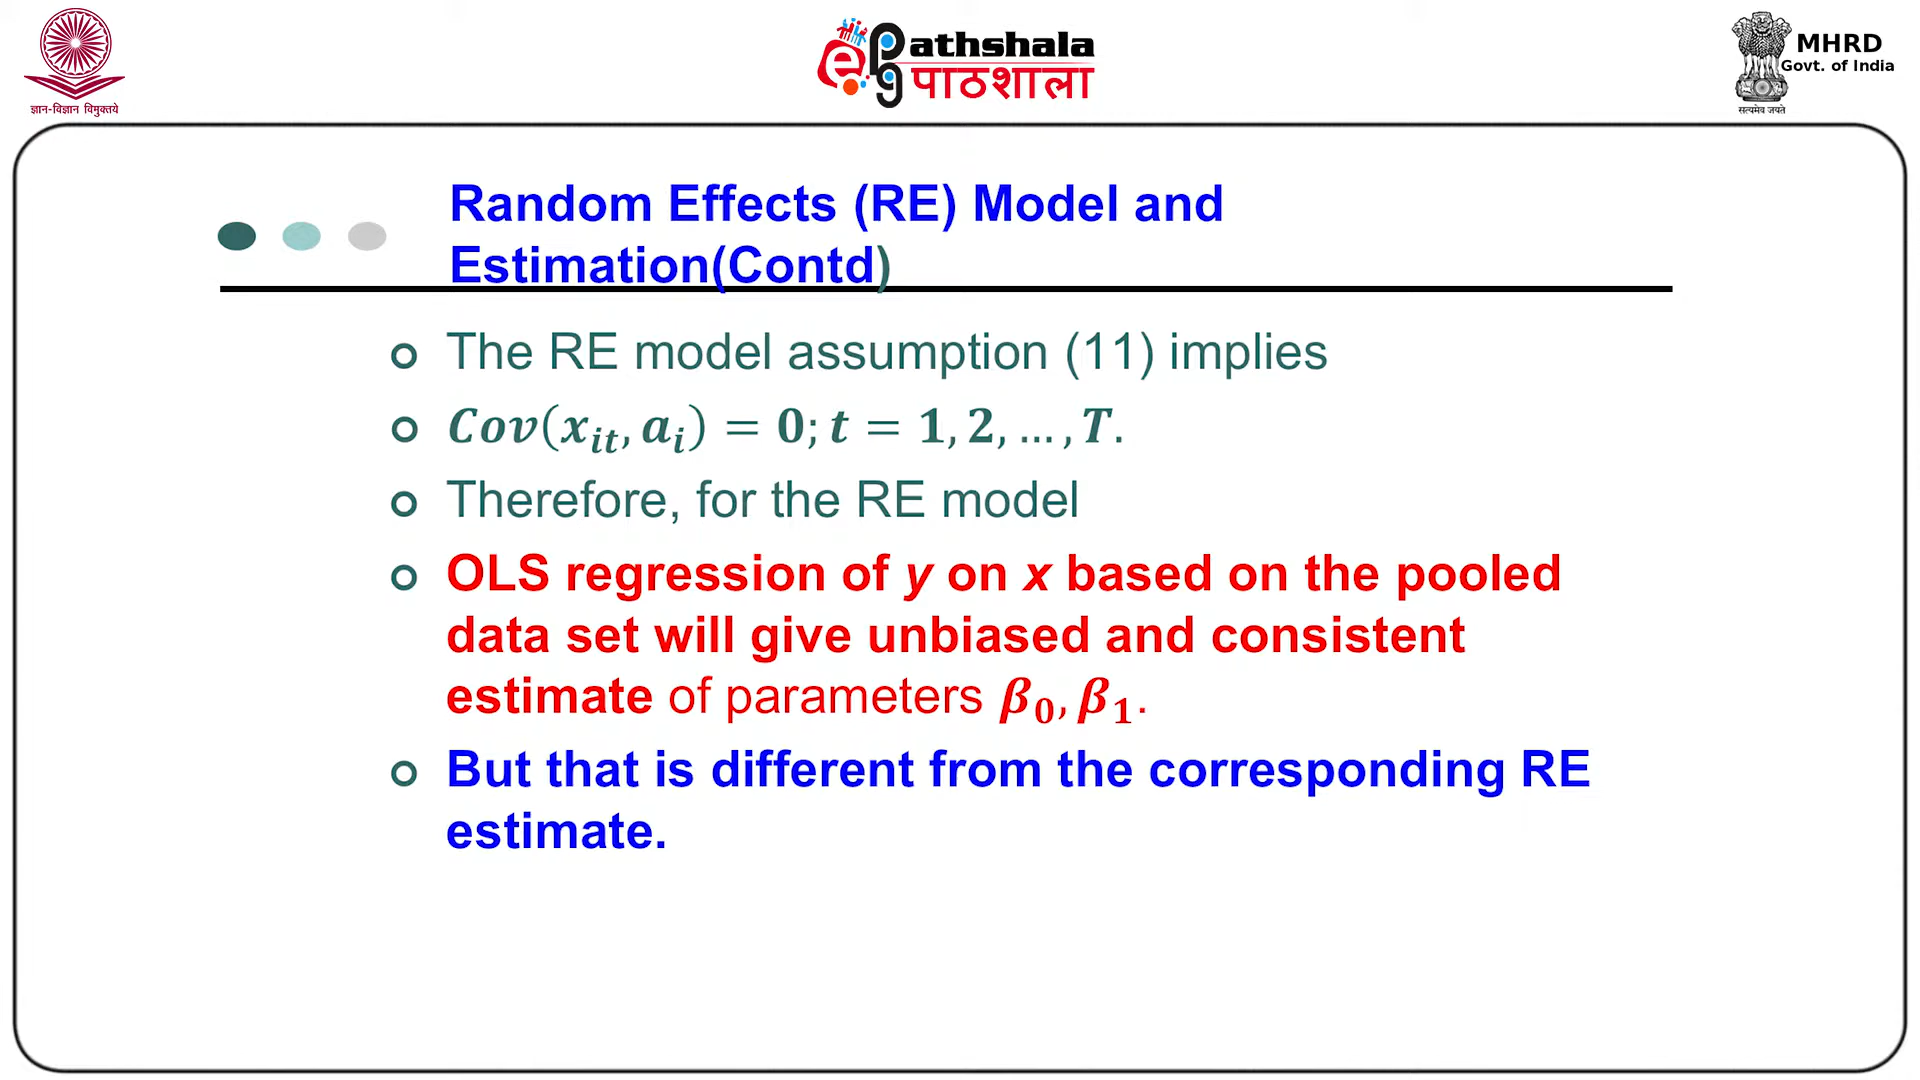 ज्ञान-विज्ञान विमुक्तये
epg Pathshala
पाठशाला
MHRD
Govt. of India
सत्यमेव जयते
Random Effects (RE) Model and
Estimation(Contd)
The RE model assumption (11) implies
Cov(xᵢₜ, aᵢ) = 0; t = 1, 2, … , T.
Therefore, for the RE model
OLS regression of y on x based on the pooled
data set will give unbiased and consistent
estimate of parameters β₀, β₁.
But that is different from the corresponding RE
estimate.